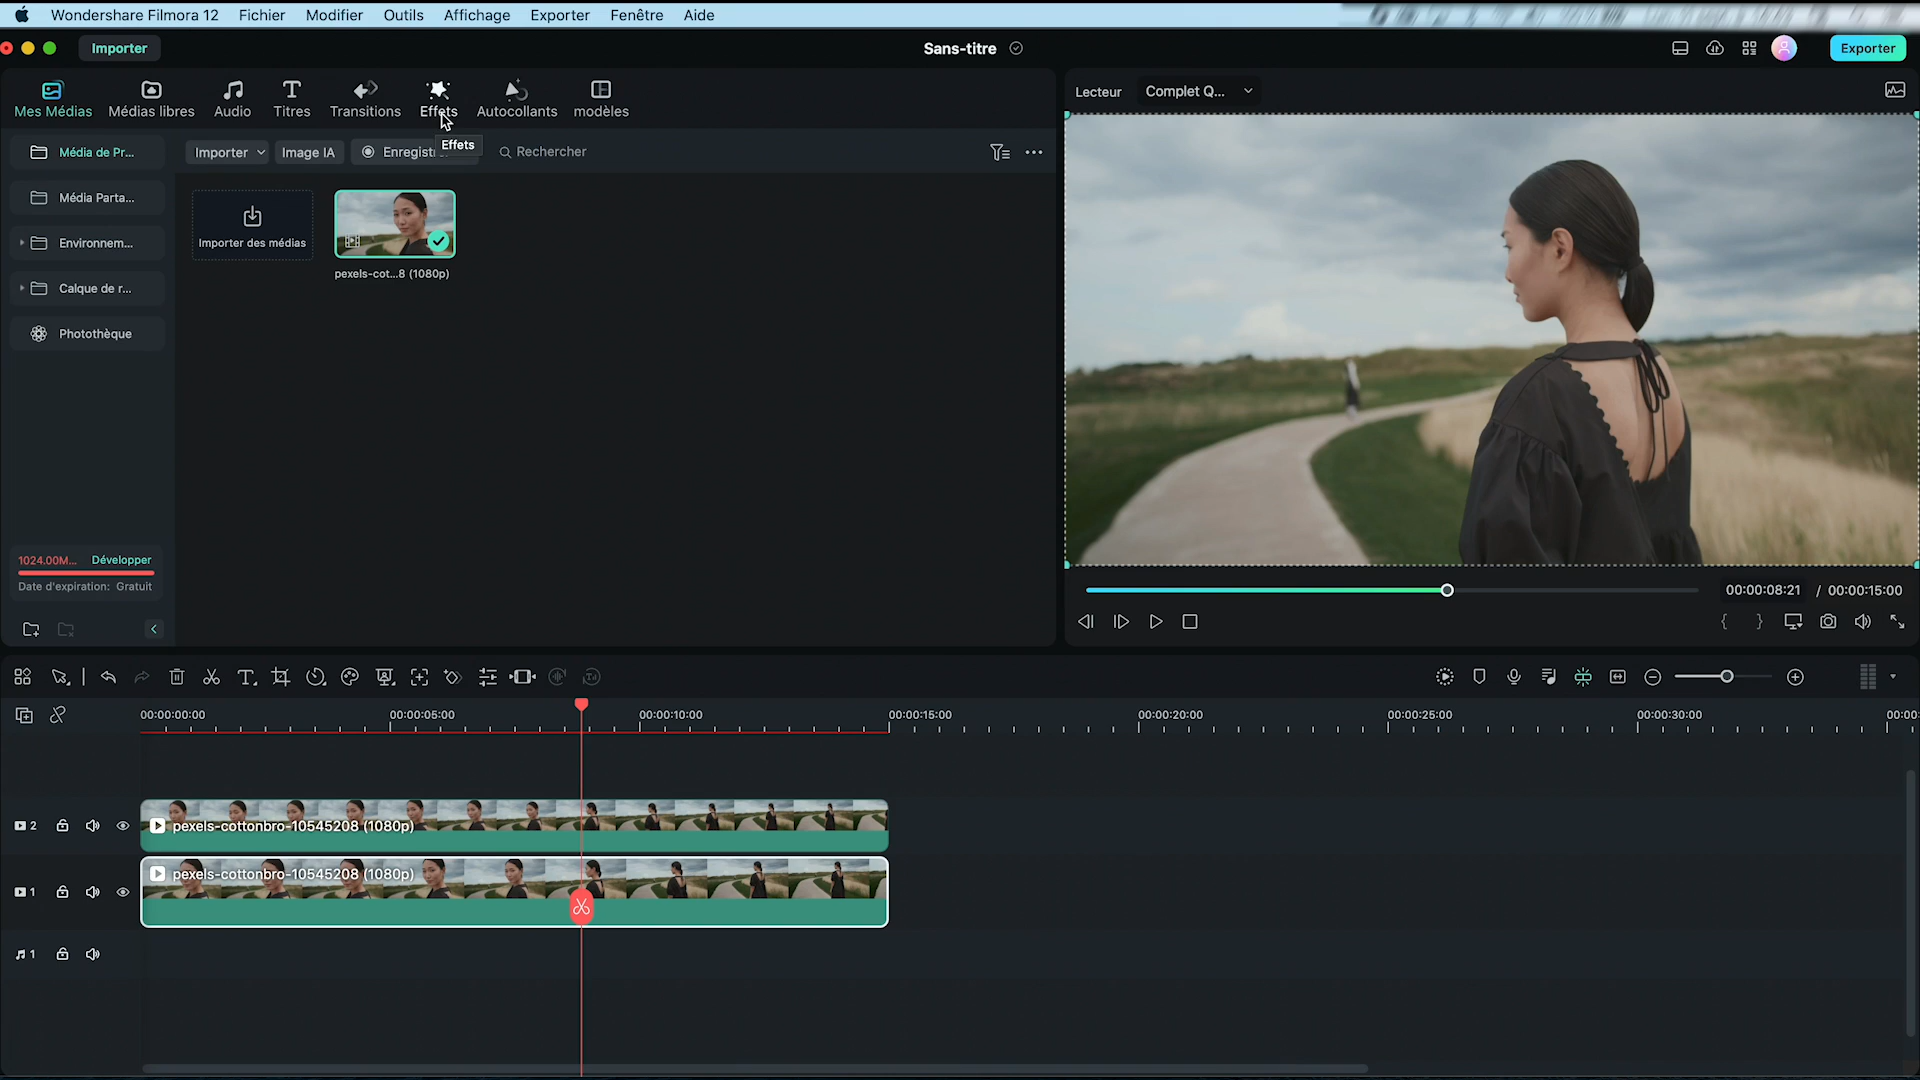 Wondershare Filmora 12 Fichier Modifier Outils Affichage Exporter Fenêtre Aide
Importer Sans-titre Exporter
Mes Médias Médias libres Audio Titres Transitions Effets Autocollants modèles
Lecteur Complet Q...
Média de Pr... Importer Image IA Enregistr Effets Rechercher
Média Parta...
Environnem...
Calque de r...
Photothèque
Importer des médias
pexels-cot...8 (1080p)
1024.00M... Développer
Date d'expiration: Gratuit
00:00:08:21 / 00:00:15:00
00:00:00:00 00:00:05:00 00:00:10:00 00:00:15:00 00:00:20:00 00:00:25:00 00:00:30:00 00:00:
2 pexels-cottonbro-10545208 (1080p)
1 pexels-cottonbro-10545208 (1080p)
1